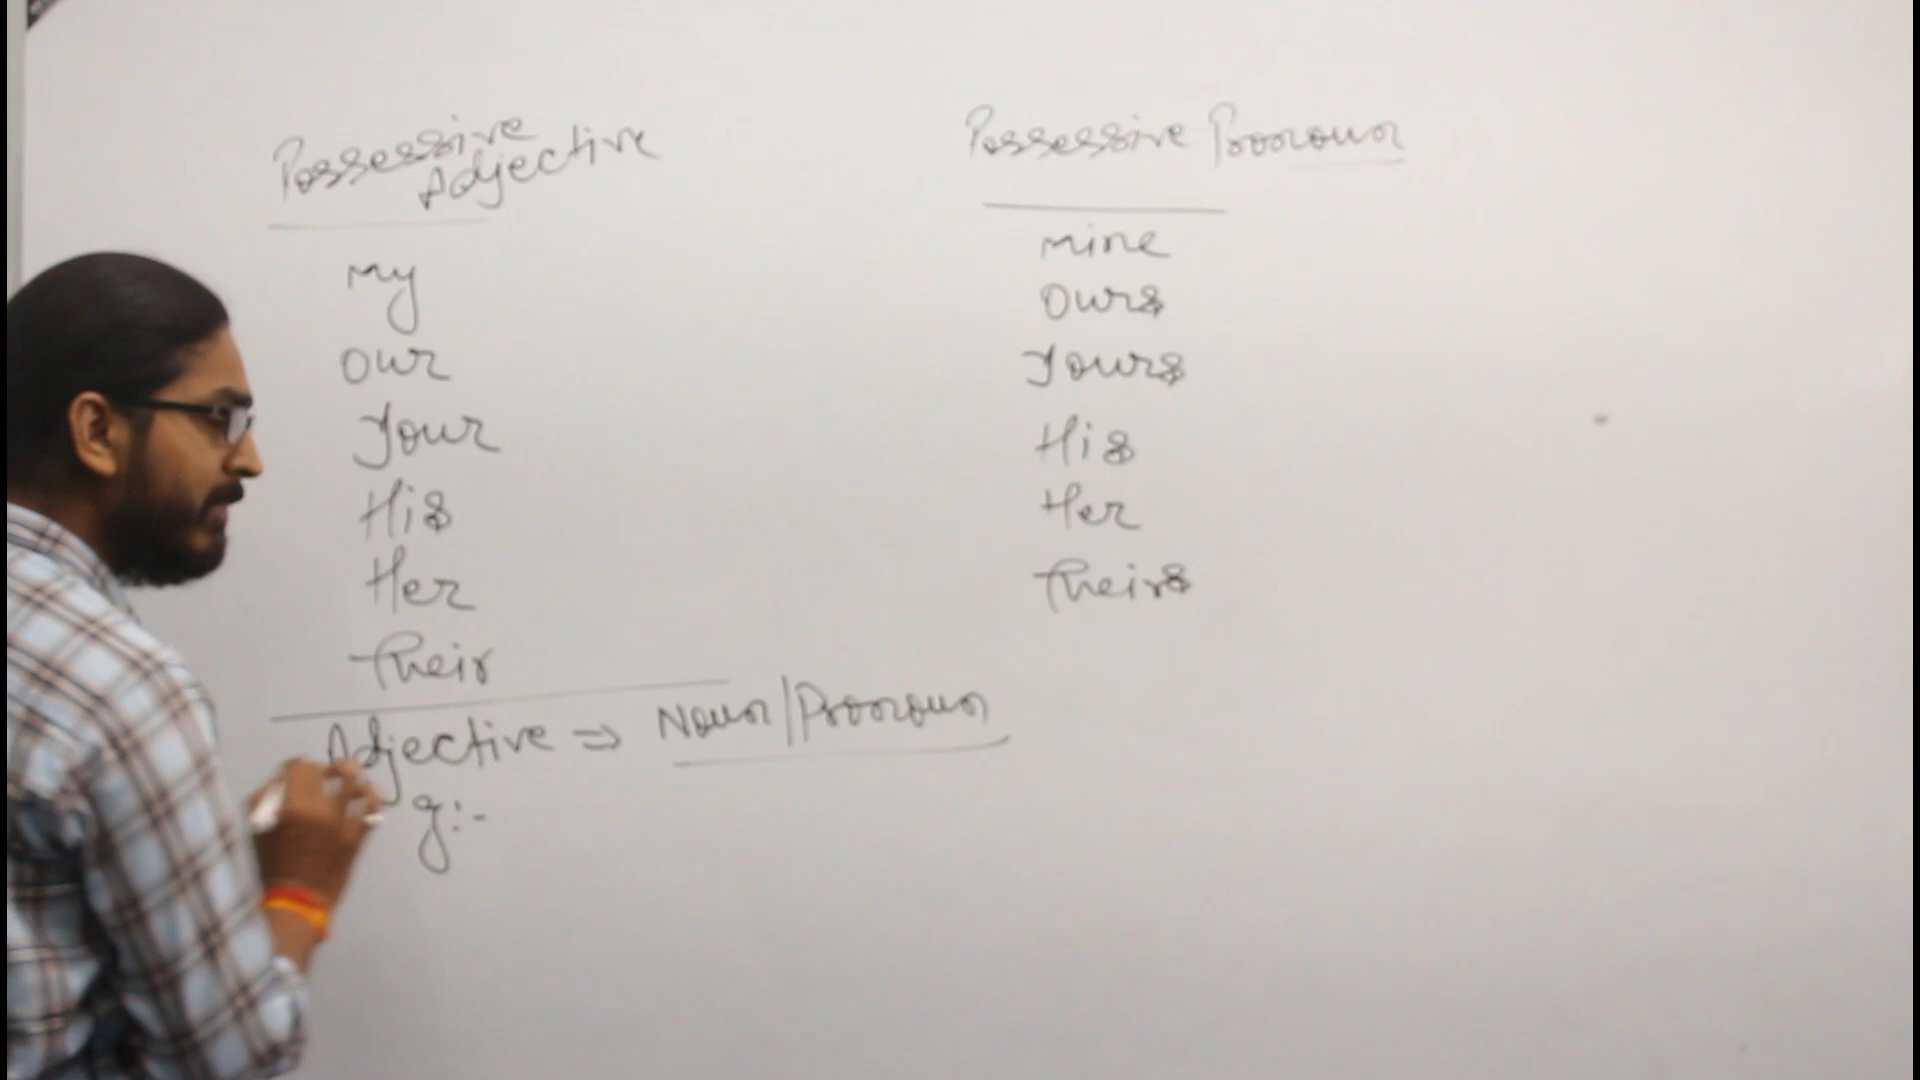 Possessive
Adjective
My
Our
Your
His
Her
Their
Possessive Pronoun
Mine
Ours
Yours
His
Her
Theirs
Adjective ⇒ Noun/Pronoun
g:-